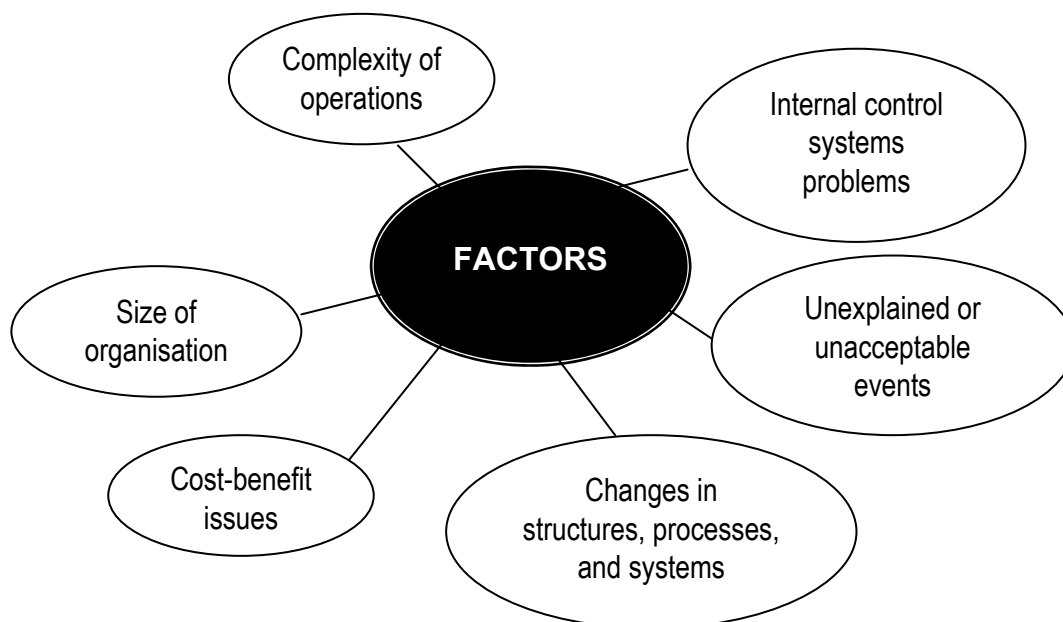 Complexity of
operations
Internal control
systems
problems
FACTORS
Size of
organisation
Unexplained or
unacceptable
events
Cost-benefit
issues
Changes in
structures, processes,
and systems